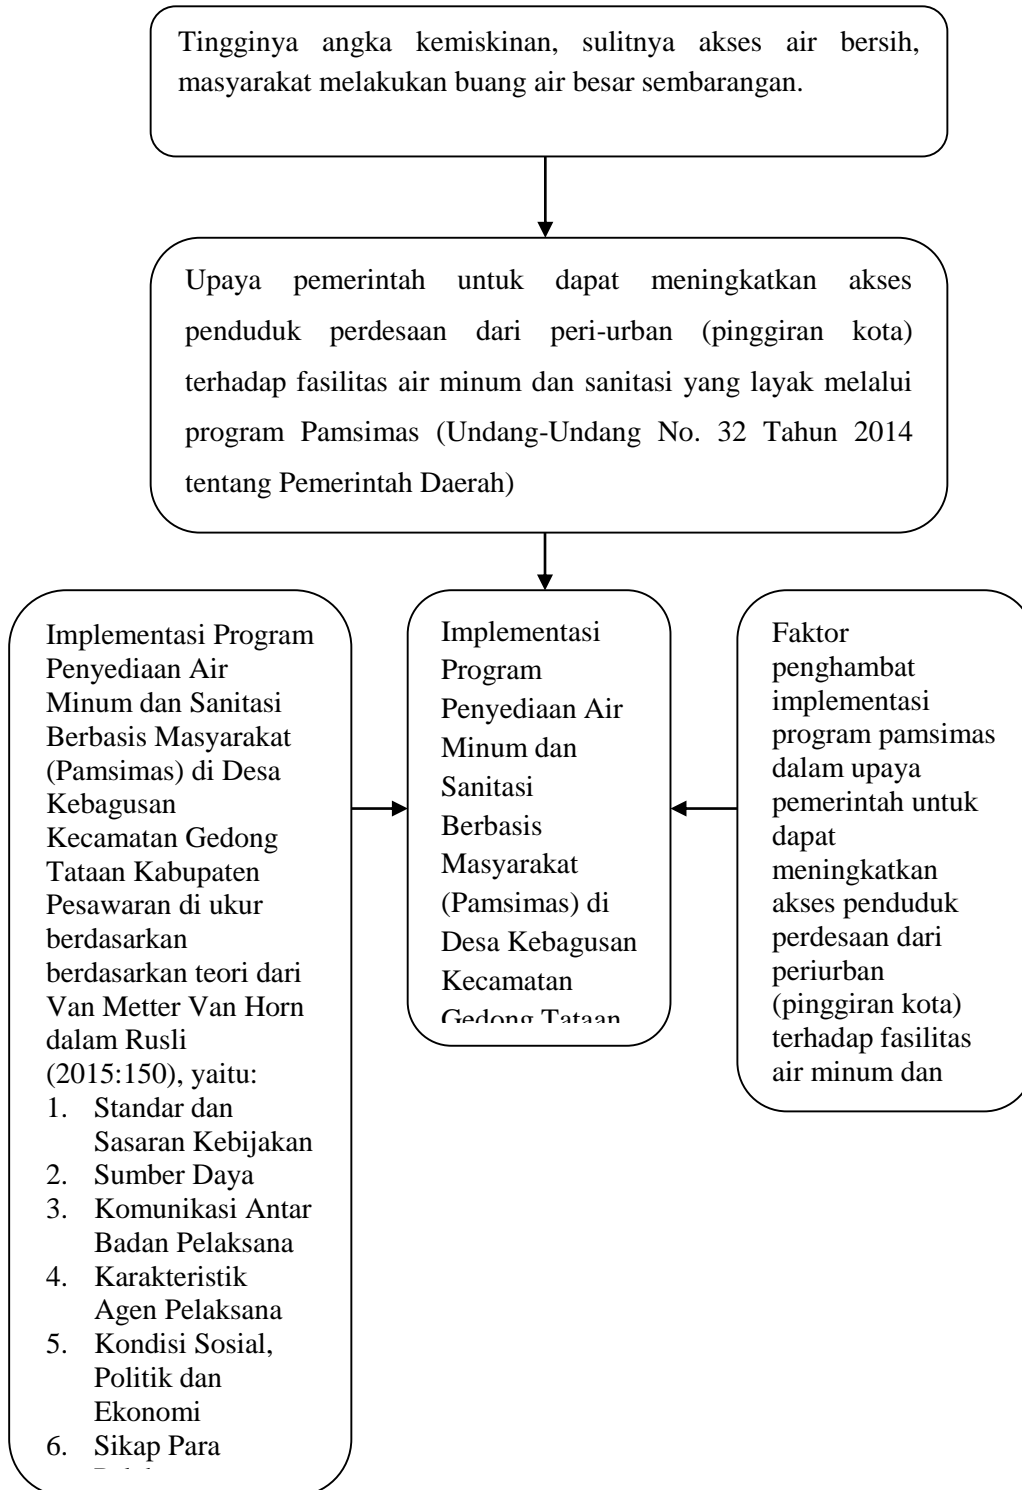 Tingginya angka kemiskinan, sulitnya akses air bersih,
masyarakat melakukan buang air besar sembarangan.
Upaya pemerintah untuk dapat meningkatkan akses
penduduk perdesaan dari peri-urban (pinggiran kota)
terhadap fasilitas air minum dan sanitasi yang layak melalui
program Pamsimas (Undang-Undang No. 32 Tahun 2014
tentang Pemerintah Daerah)
Implementasi Program
Penyediaan Air
Minum dan Sanitasi
Berbasis Masyarakat
(Pamsimas) di Desa
Kebagusan
Kecamatan Gedong
Tataan Kabupaten
Pesawaran di ukur
berdasarkan
berdasarkan teori dari
Van Metter Van Horn
dalam Rusli
(2015:150), yaitu:
1. Standar dan
Sasaran Kebijakan
2. Sumber Daya
3. Komunikasi Antar
Badan Pelaksana
4. Karakteristik
Agen Pelaksana
5. Kondisi Sosial,
Politik dan
Ekonomi
6. Sikap Para
Implementasi
Program
Penyediaan Air
Minum dan
Sanitasi
Berbasis
Masyarakat
(Pamsimas) di
Desa Kebagusan
Kecamatan
Gedong Tataan
Faktor
penghambat
implementasi
program pamsimas
dalam upaya
pemerintah untuk
dapat
meningkatkan
akses penduduk
perdesaan dari
periurban
(pinggiran kota)
terhadap fasilitas
air minum dan